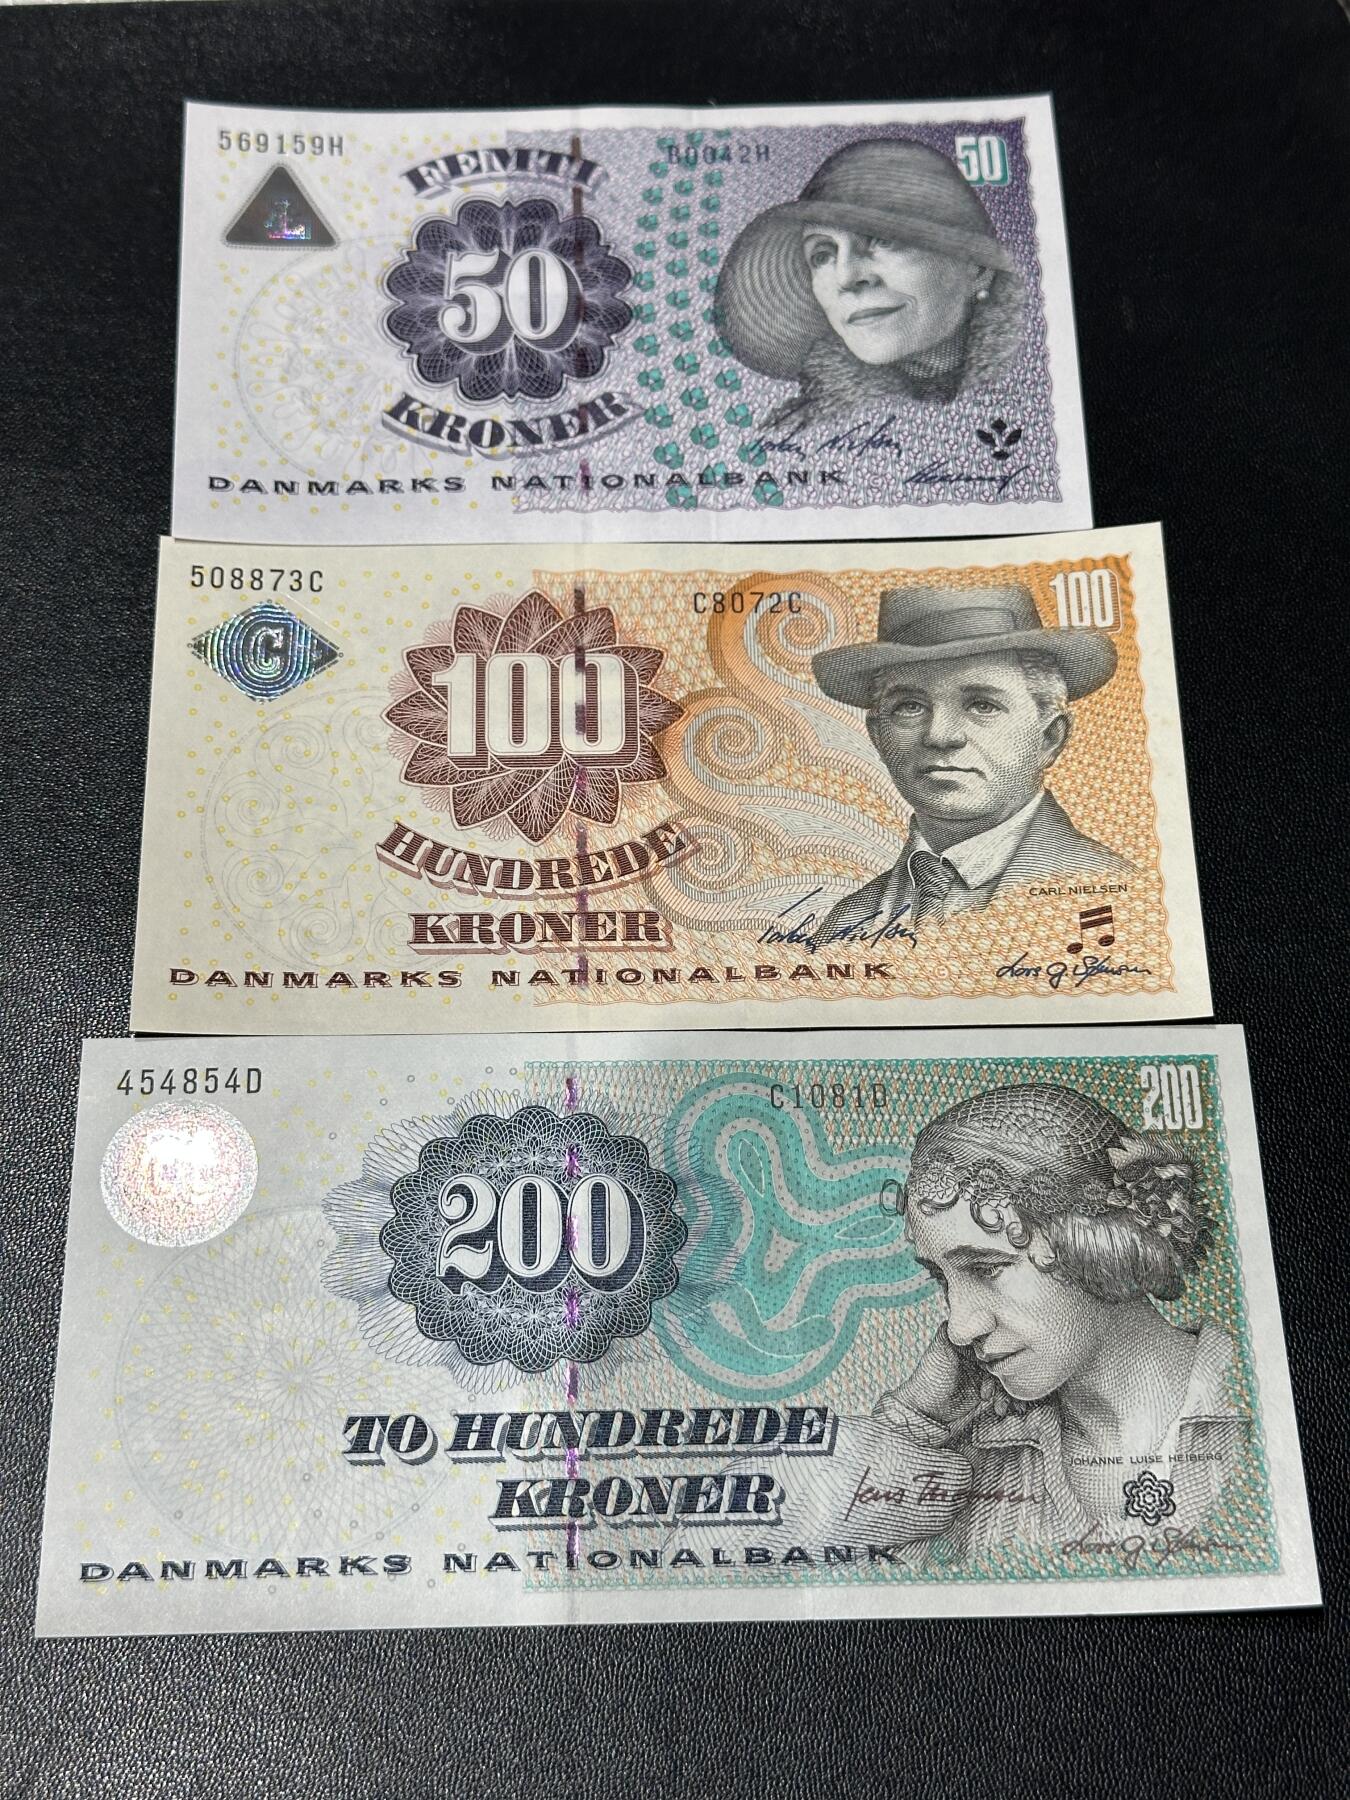 569159H
B0042H
50
FEMTI
50
KRONER
DANMARKS NATIONALBANK
508873C
C8072C
100
C
100
HUNDREDE
KRONER
CARL NIELSEN
DANMARKS NATIONALBANK
454854D
C1081D
200
200
TO HUNDREDE
KRONER
JOHANNE LUISE HEIBERG
DANMARKS NATIONALBANK